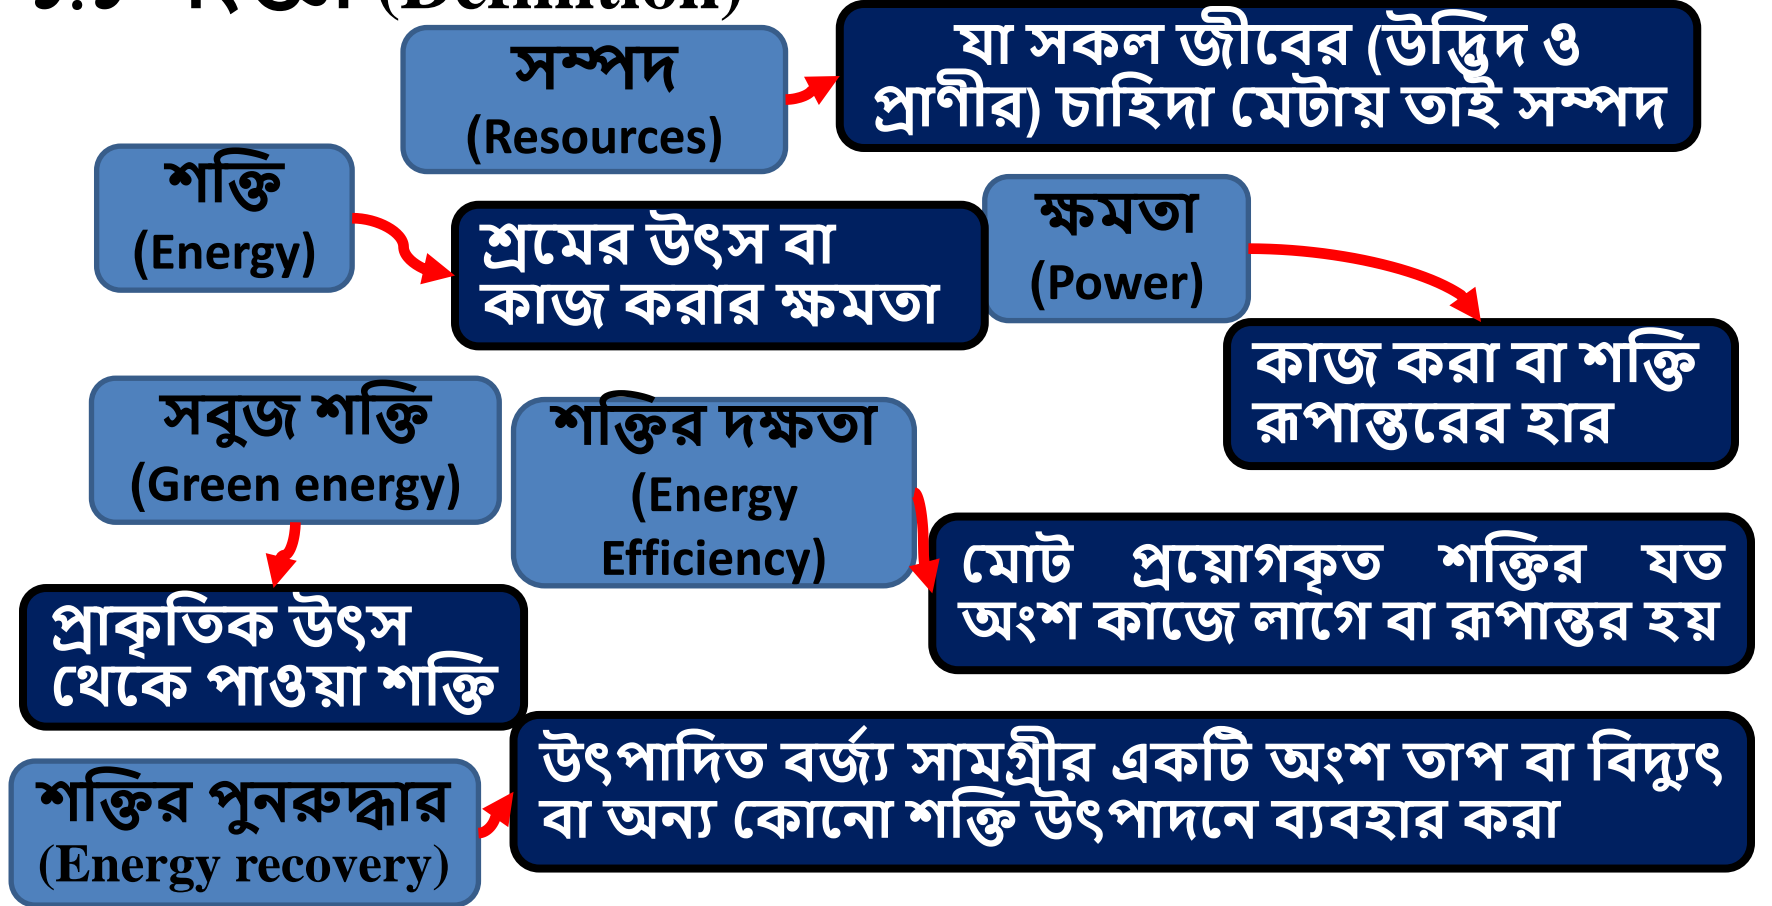 (Definition)
সম্পদ
(Resources)
যা সকল জীবের (উদ্ভিদ ও
প্রাণীর) চাহিদা মেটায় তাই সম্পদ
শক্তি
(Energy)
শ্রমের উৎস বা
কাজ করার ক্ষমতা
ক্ষমতা
(Power)
কাজ করা বা শক্তি
রূপান্তরের হার
সবুজ শক্তি
(Green energy)
প্রাকৃতিক উৎস
থেকে পাওয়া শক্তি
শক্তির দক্ষতা
(Energy
Efficiency)
মোট প্রয়োগকৃত শক্তির যত
অংশ কাজে লাগে বা রূপান্তর হয়
শক্তির পুনরুদ্ধার
(Energy recovery)
উৎপাদিত বর্জ্য সামগ্রীর একটি অংশ তাপ বা বিদ্যুৎ
বা অন্য কোনো শক্তি উৎপাদনে ব্যবহার করা